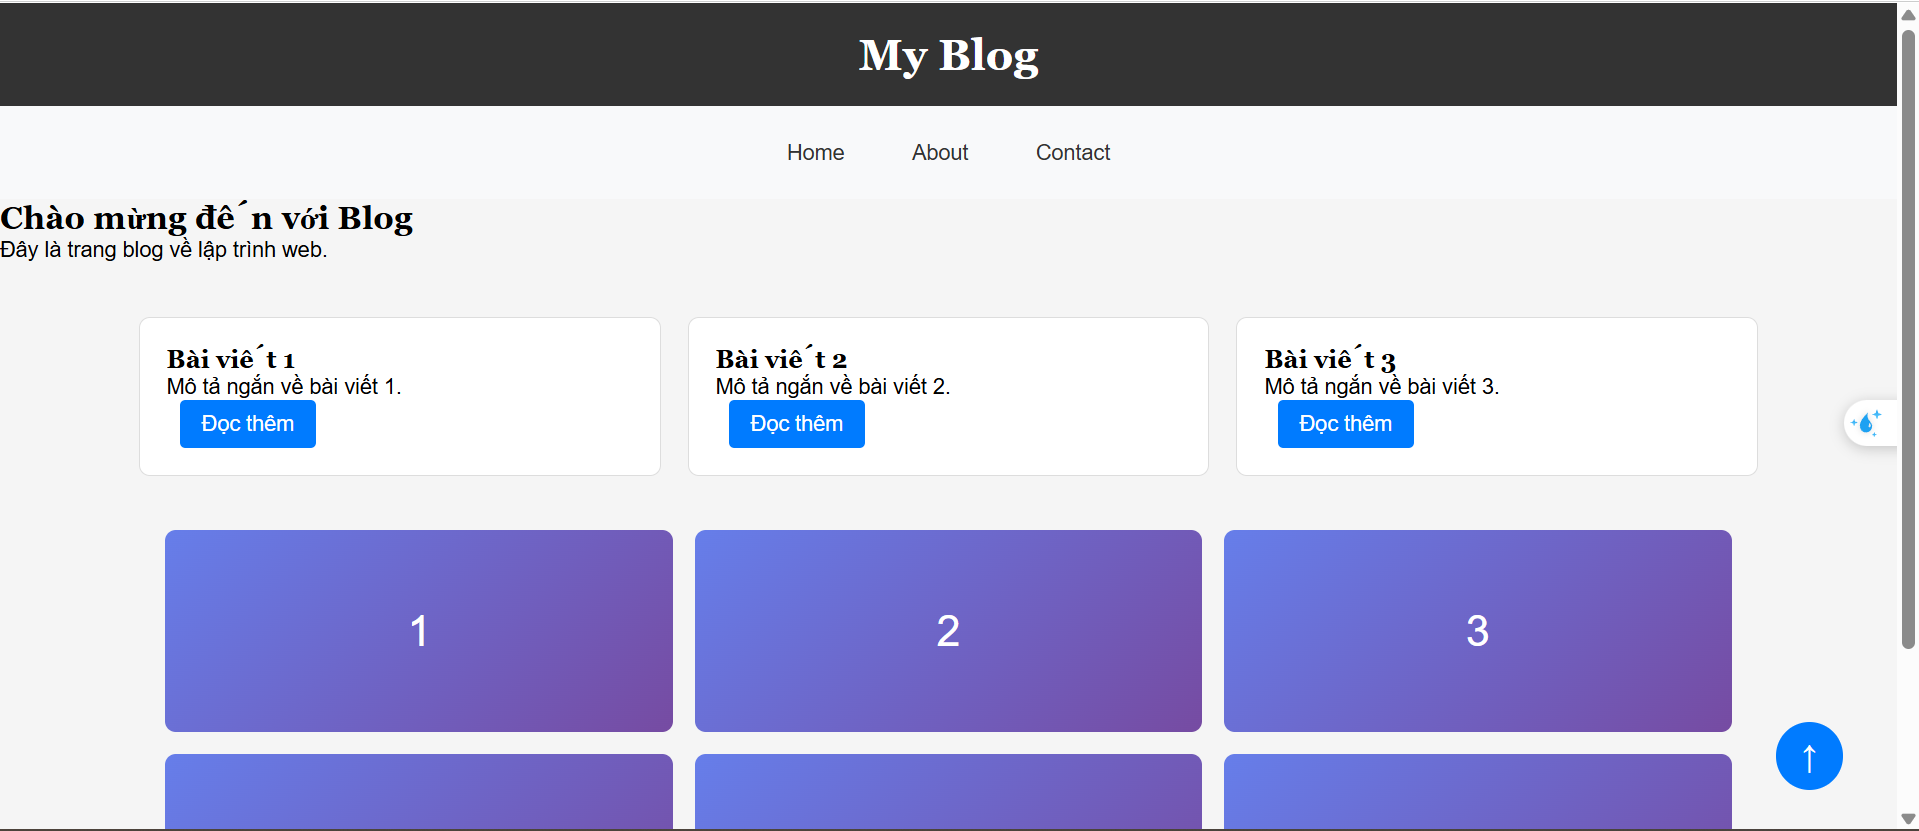 My Blog
Home About Contact
Chào mừng đến với Blog
Đây là trang blog về lập trình web.
Bài viết 1
Mô tả ngắn về bài viết 1.
Đọc thêm
Bài viết 2
Mô tả ngắn về bài viết 2.
Đọc thêm
Bài viết 3
Mô tả ngắn về bài viết 3.
Đọc thêm
1
2
3
↑